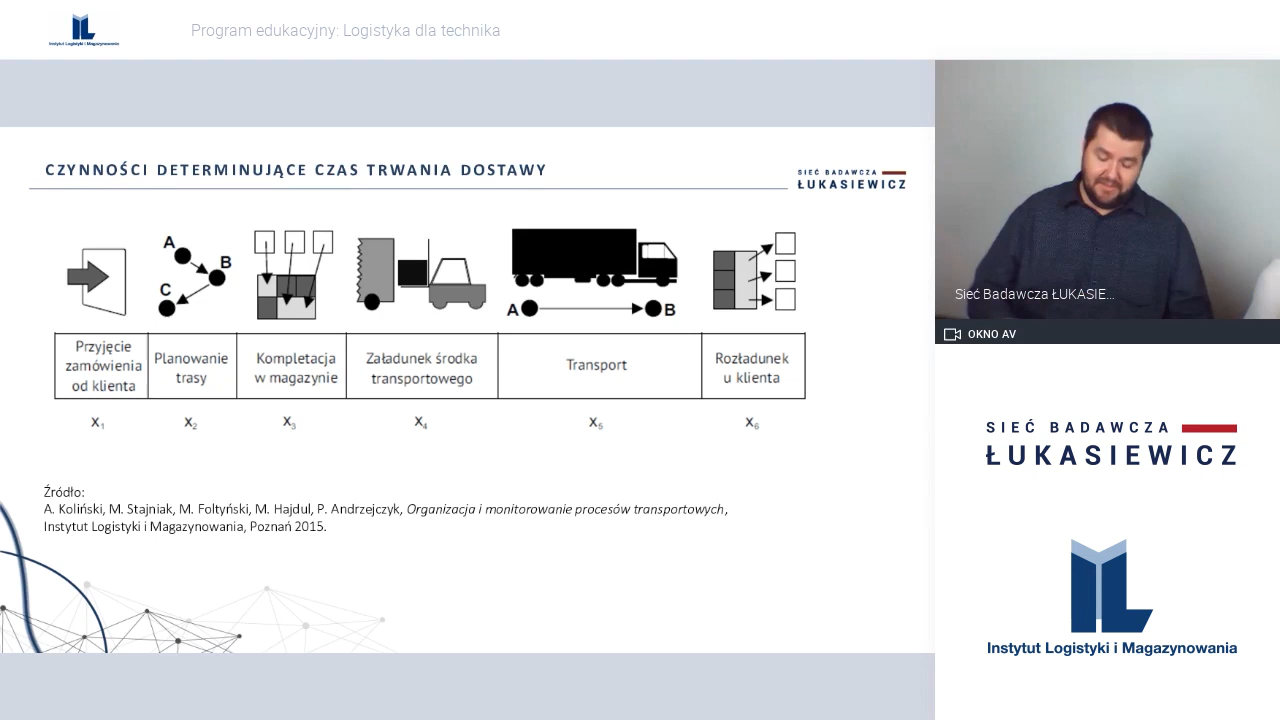 Instytut Logistyki i Magazynowania
Program edukacyjny: Logistyka dla technika
CZYNNOŚCI DETERMINUJĄCE CZAS TRWANIA DOSTAWY
SIEĆ BADAWCZA
ŁUKASIEWICZ
A
B
C
A
B
Przyjęcie
zamówienia
od klienta
Planowanie
trasy
Kompletacja
w magazynie
Załadunek środka
transportowego
Transport
Rozładunek
u klienta
X₁
X₂
X₃
X₄
X₅
X₆
Źródło:
A. Koliński, M. Stajniak, M. Foltyński, M. Hajdul, P. Andrzejczyk, Organizacja i monitorowanie procesów transportowych,
Instytut Logistyki i Magazynowania, Poznań 2015.
Sieć Badawcza ŁUKASIE...
OKNO AV
SIEĆ BADAWCZA
ŁUKASIEWICZ
Instytut Logistyki i Magazynowania